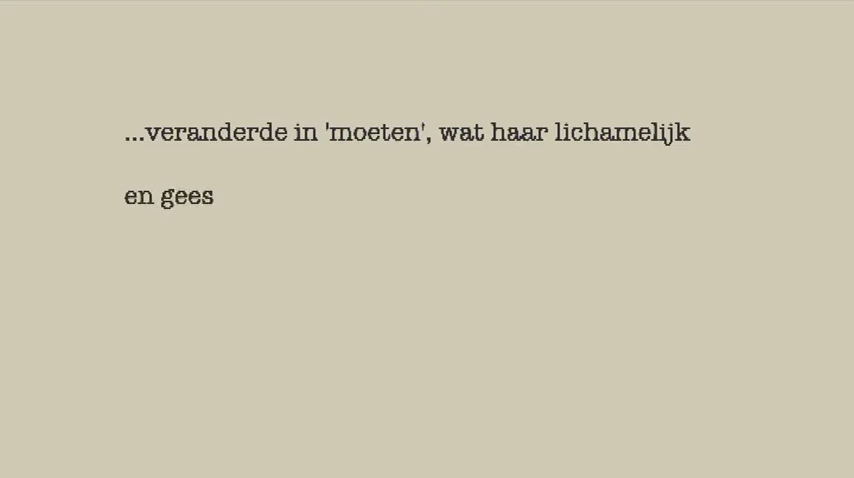 ...veranderde in 'moeten', wat haar lichamelijk
en gees